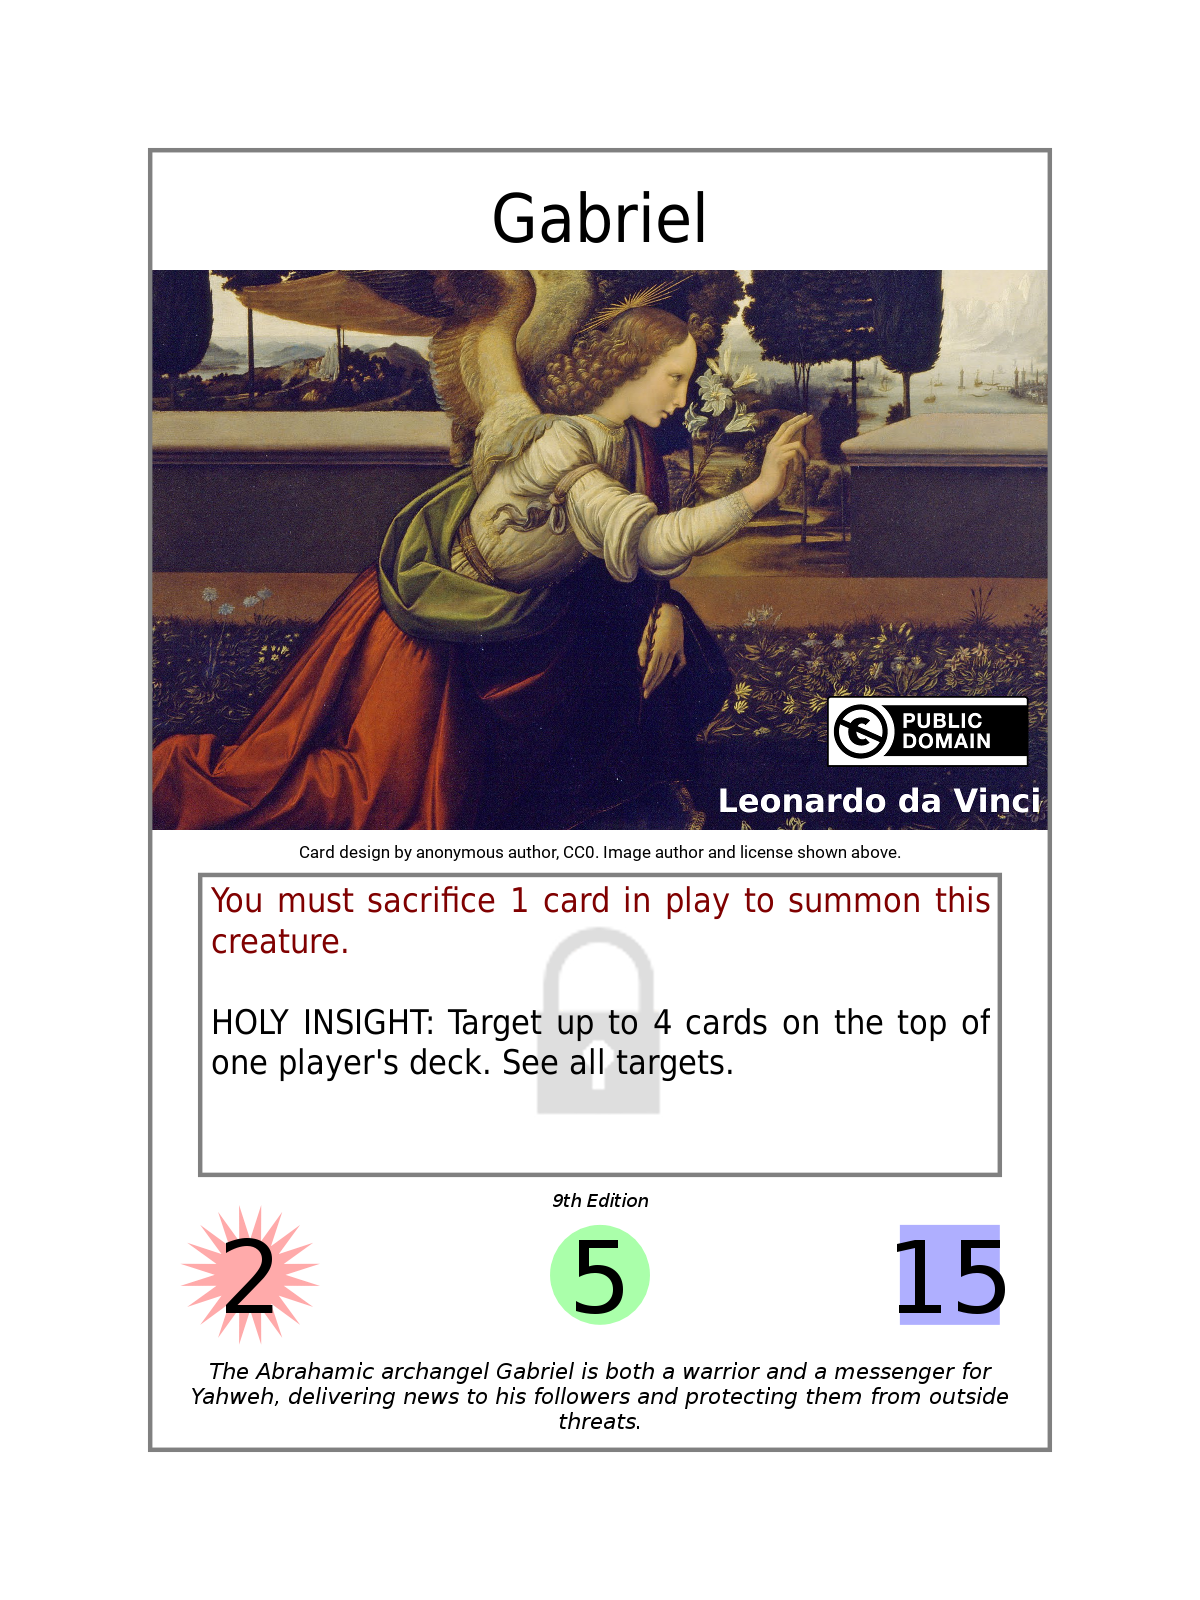 Gabriel
PUBLIC
DOMAIN
Leonardo da Vinci
Card design by anonymous author, CC0. Image author and license shown above.
You must sacrifice 1 card in play to summon this
creature.
HOLY INSIGHT: Target up to 4 cards on the top of
one player's deck. See all targets.
9th Edition
2 5 15
The Abrahamic archangel Gabriel is both a warrior and a messenger for
Yahweh, delivering news to his followers and protecting them from outside
threats.